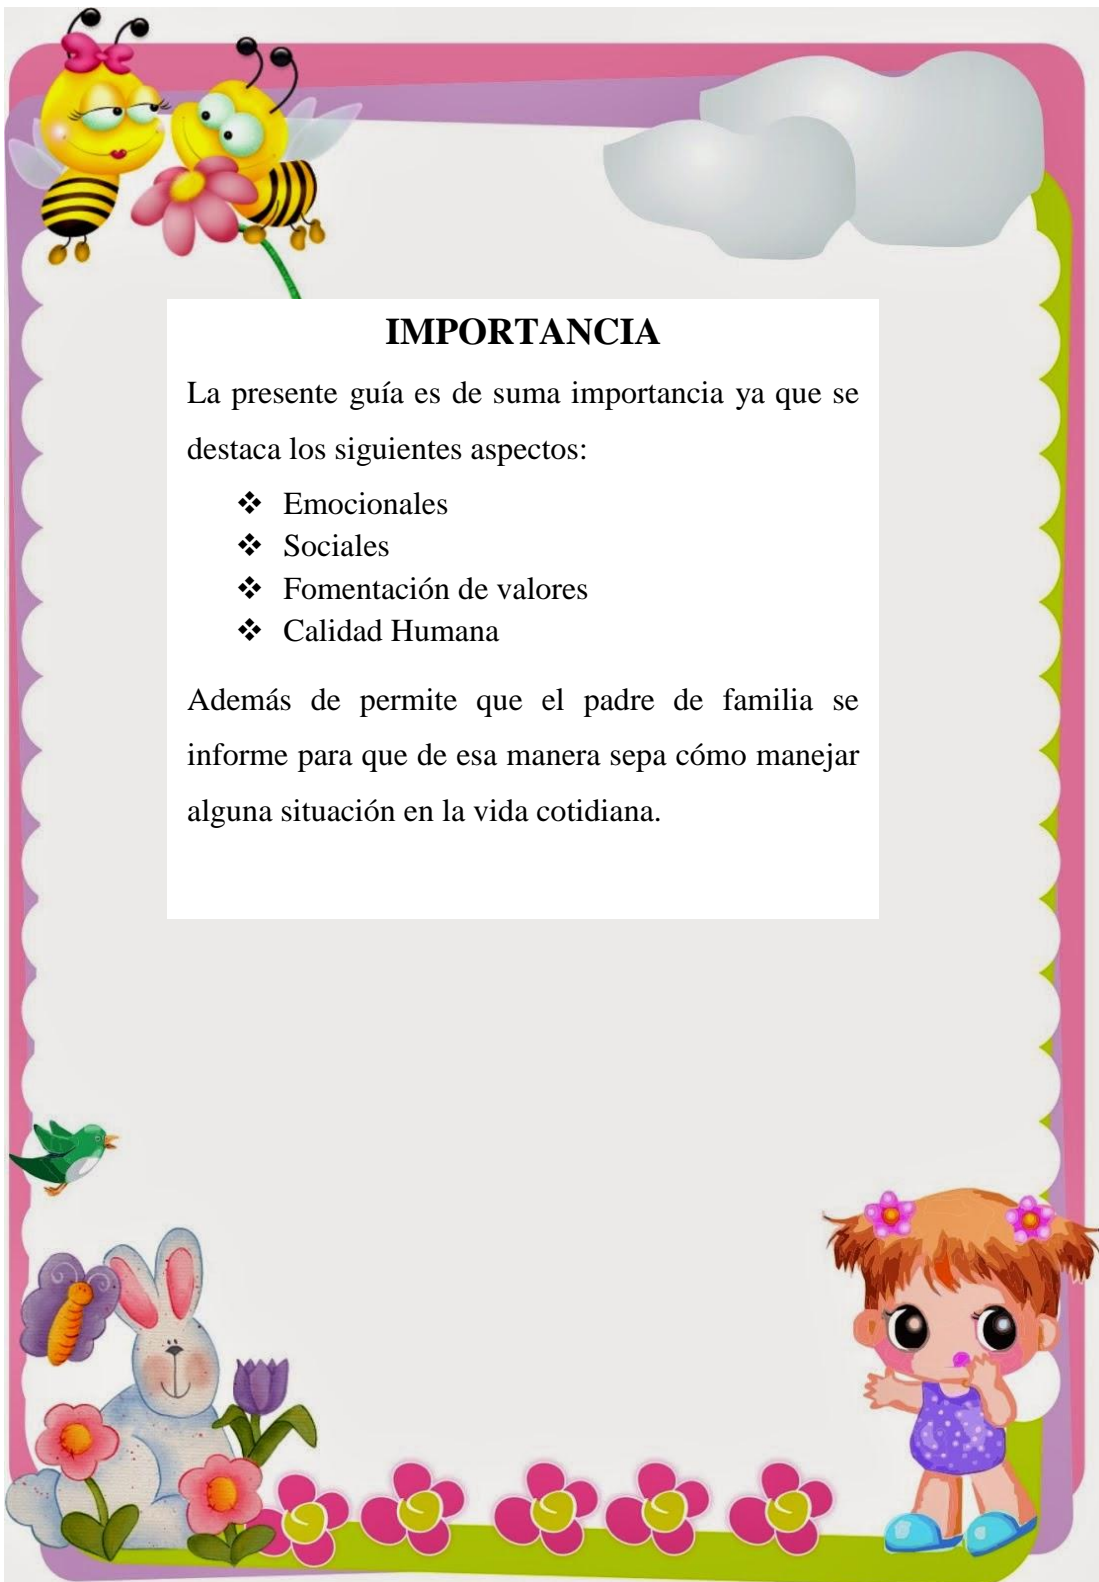 IMPORTANCIA
La presente guía es de suma importancia ya que se
destaca los siguientes aspectos:
❖ Emocionales
❖ Sociales
❖ Fomentación de valores
❖ Calidad Humana
Además de permite que el padre de familia se
informe para que de esa manera sepa cómo manejar
alguna situación en la vida cotidiana.